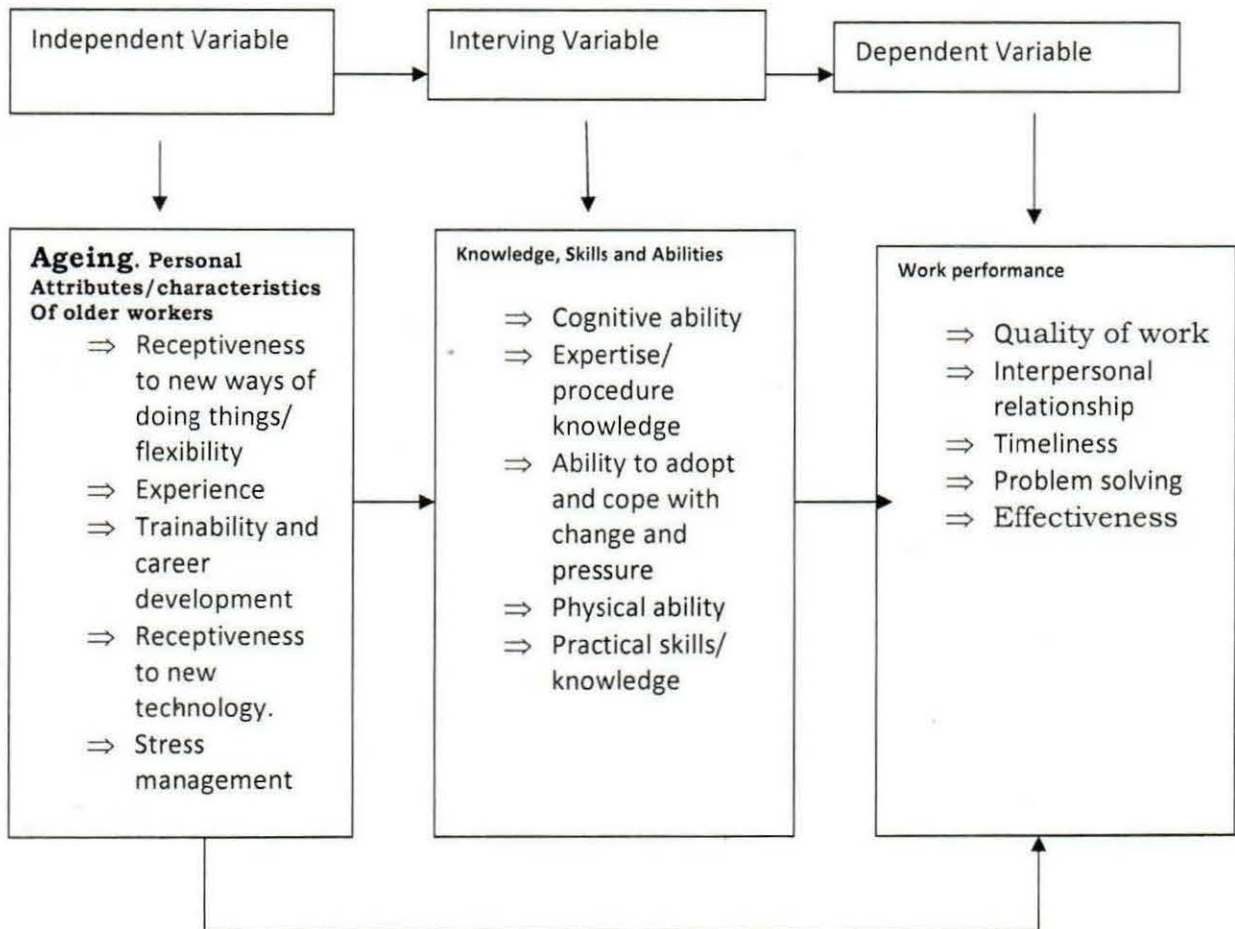 Independent Variable
Interving Variable
Dependent Variable
Ageing. Personal
Attributes/characteristics
Of older workers
⇒ Receptiveness
to new ways of
doing things/
flexibility
⇒ Experience
⇒ Trainability and
career
development
⇒ Receptiveness
to new
technology.
⇒ Stress
management
Knowledge, Skills and Abilities
⇒ Cognitive ability
⇒ Expertise/
procedure
knowledge
⇒ Ability to adopt
and cope with
change and
pressure
⇒ Physical ability
⇒ Practical skills/
knowledge
Work performance
⇒ Quality of work
⇒ Interpersonal
relationship
⇒ Timeliness
⇒ Problem solving
⇒ Effectiveness